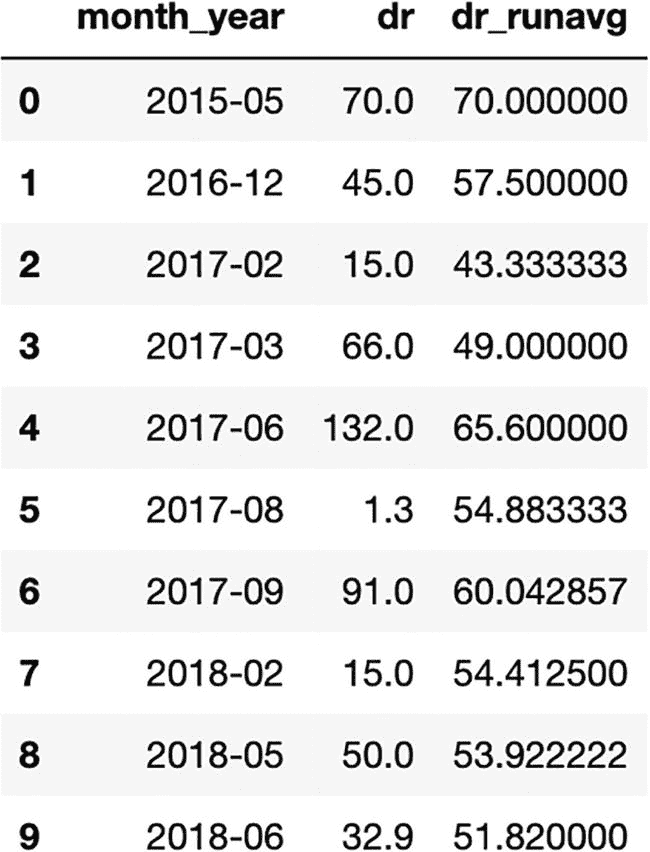 month_year dr dr_runavg
0 2015-05 70.0 70.000000
1 2016-12 45.0 57.500000
2 2017-02 15.0 43.333333
3 2017-03 66.0 49.000000
4 2017-06 132.0 65.600000
5 2017-08 1.3 54.883333
6 2017-09 91.0 60.042857
7 2018-02 15.0 54.412500
8 2018-05 50.0 53.922222
9 2018-06 32.9 51.820000